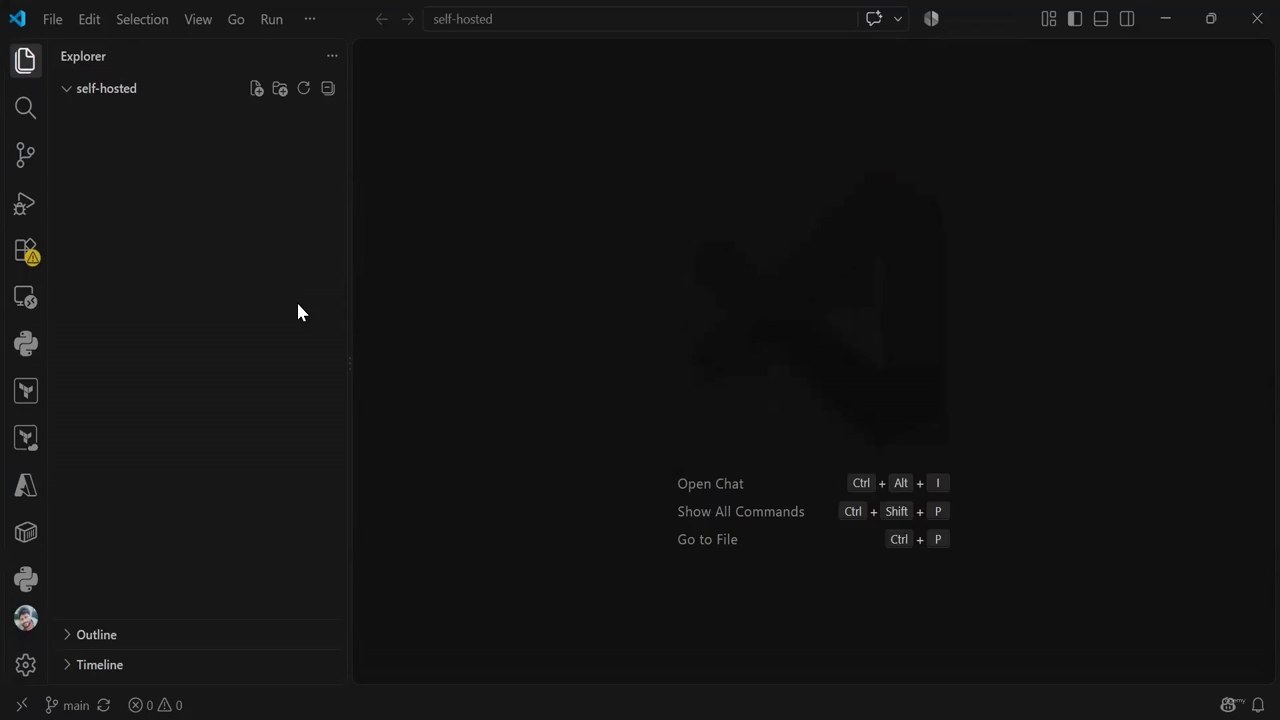 File Edit Selection View Go Run ···
self-hosted
Explorer
self-hosted
Open Chat Ctrl + Alt + I
Show All Commands Ctrl + Shift + P
Go to File Ctrl + P
Outline
Timeline
main 0 0